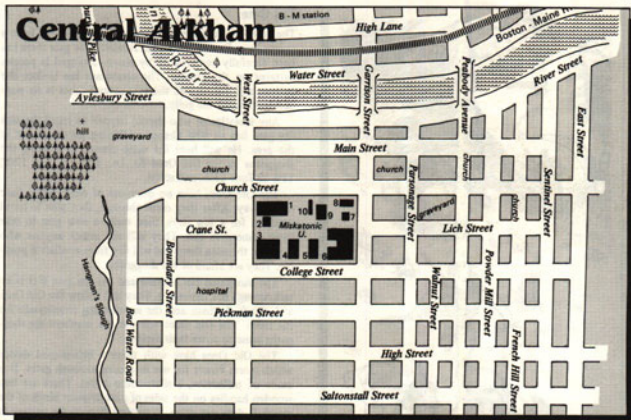 Central Arkham
B - M station
High Lane
Boston - Maine
Pike
River
Water Street
West Street
Garrison Street
Peabody Avenue
River Street
Aylesbury Street
East Street
hill
graveyard
Main Street
church
church
church
Parsonage Street
Sentinel Street
Church Street
1
10
8
9
7
2
Miskatonic
U.
graveyard
church
Crane St.
Lich Street
3
4
5
6
College Street
Boundary Street
Hangman's Slough
hospital
Walnut Street
Powder Mill Street
Pickman Street
Bad Water Road
High Street
French Hill Street
Saltonstall Street